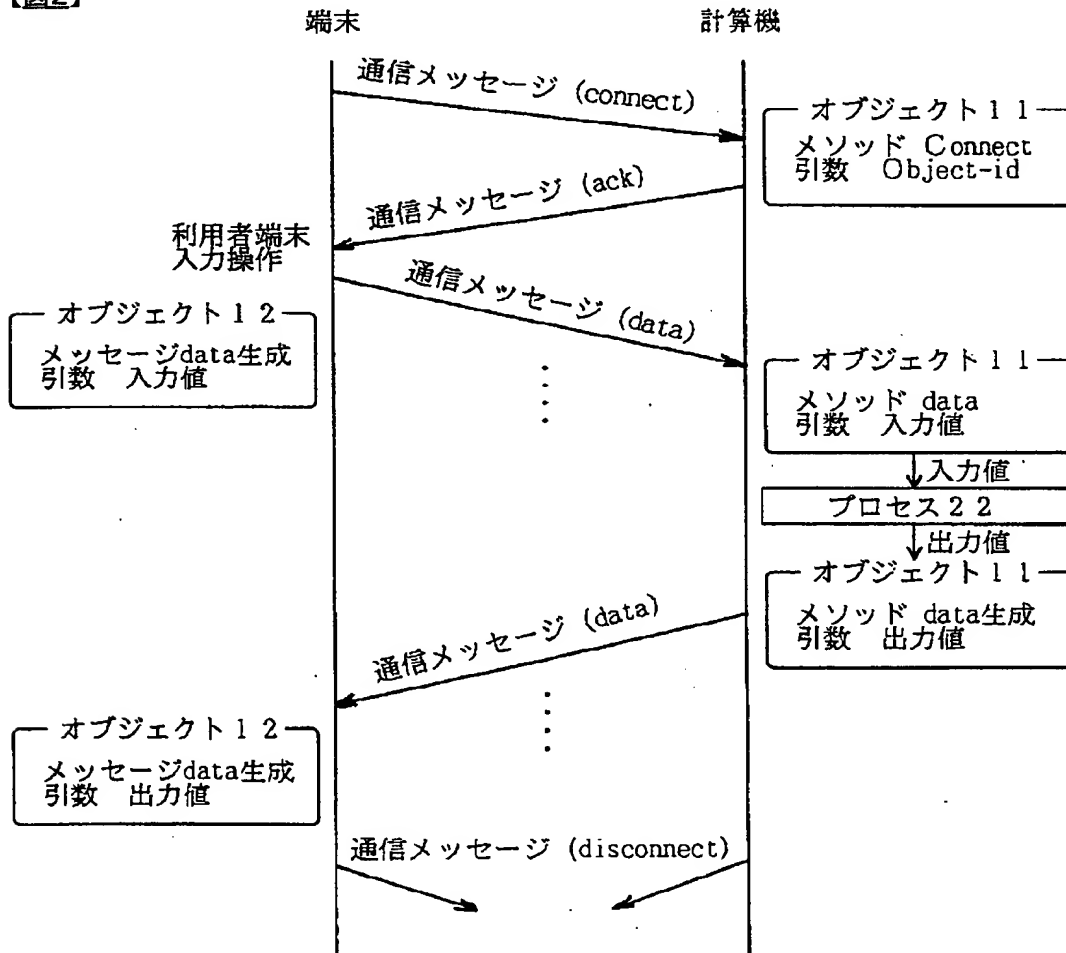 【図2】
端末
計算機
通信メッセージ (connect)
オブジェクト11
メソッド Connect
引数 Object-id
通信メッセージ (ack)
利用者端末
入力操作
通信メッセージ (data)
オブジェクト12
メッセージdata生成
引数 入力値
オブジェクト11
メソッド data
引数 入力値
入力値
プロセス22
出力値
オブジェクト11
メソッド data生成
引数 出力値
通信メッセージ (data)
オブジェクト12
メッセージdata生成
引数 出力値
通信メッセージ (disconnect)